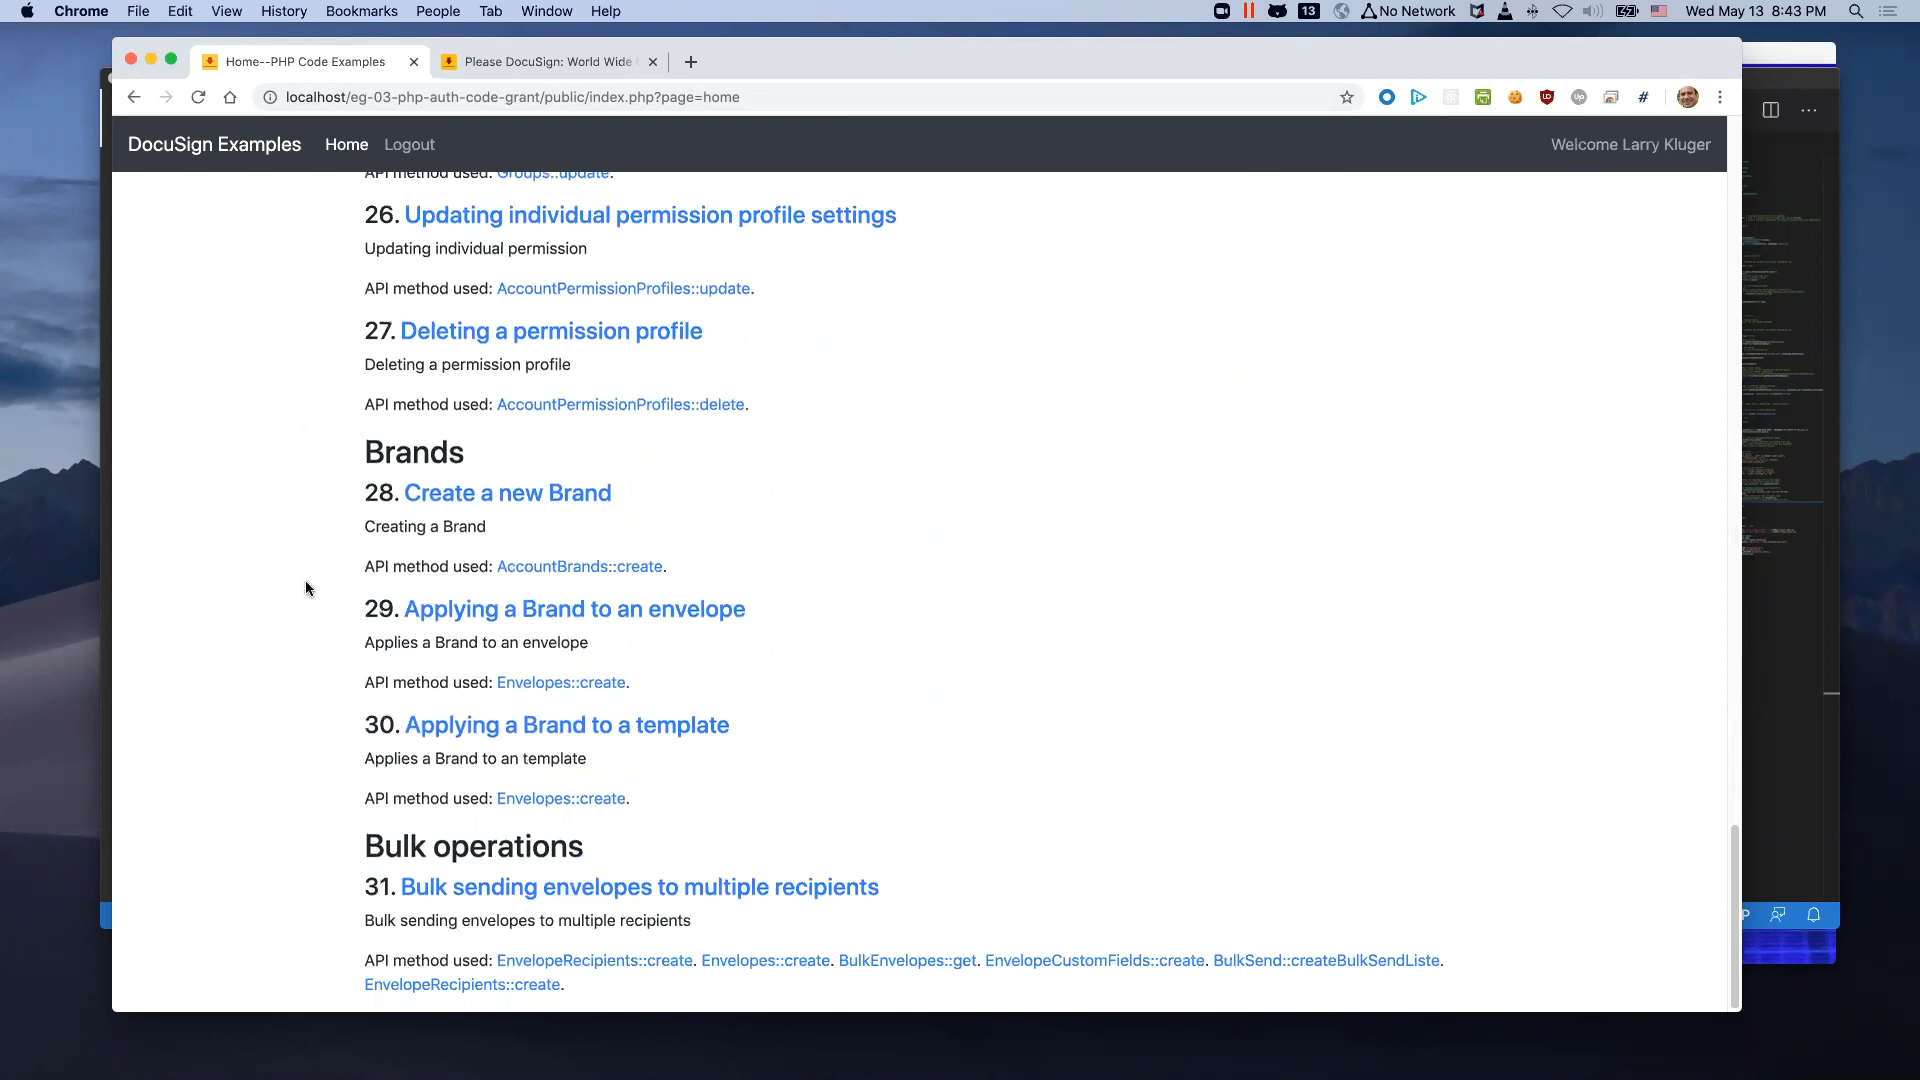 Chrome File Edit View History Bookmarks People Tab Window Help
13 No Network Wed May 13 8:43 PM
Home--PHP Code Examples
Please DocuSign: World Wide
localhost/eg-03-php-auth-code-grant/public/index.php?page=home
DocuSign Examples Home Logout Welcome Larry Kluger
API method used: Groups::update.
26. Updating individual permission profile settings
Updating individual permission
API method used: AccountPermissionProfiles::update.
27. Deleting a permission profile
Deleting a permission profile
API method used: AccountPermissionProfiles::delete.
Brands
28. Create a new Brand
Creating a Brand
API method used: AccountBrands::create.
29. Applying a Brand to an envelope
Applies a Brand to an envelope
API method used: Envelopes::create.
30. Applying a Brand to a template
Applies a Brand to an template
API method used: Envelopes::create.
Bulk operations
31. Bulk sending envelopes to multiple recipients
Bulk sending envelopes to multiple recipients
API method used: EnvelopeRecipients::create. Envelopes::create. BulkEnvelopes::get. EnvelopeCustomFields::create. BulkSend::createBulkSendListe.
EnvelopeRecipients::create.